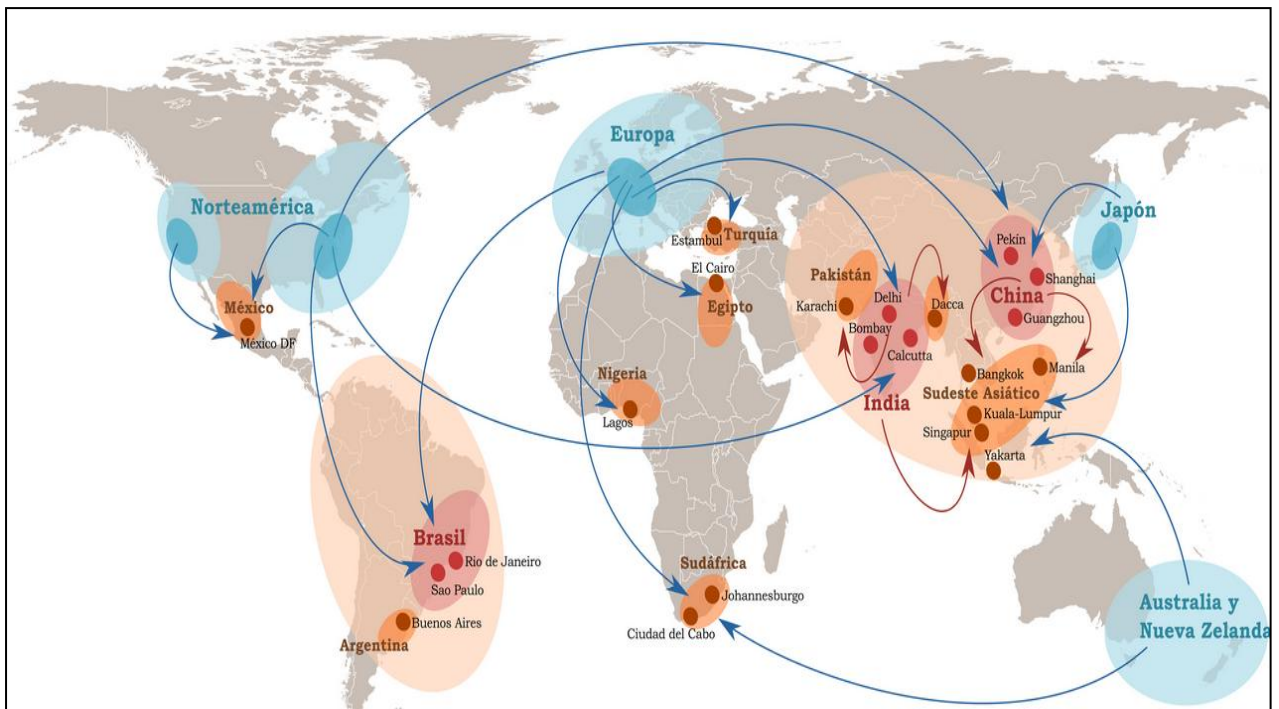 Europa
Norteamérica
Japón
Estambul
Turquía
Pekín
El Cairo
Pakistán
Shanghai
México
Egipto
Karachi
Delhi
Dacca
China
Guangzhou
Bombay
México DF
Calcutta
Nigeria
Bangkok
Manila
Sudeste Asiático
India
Lagos
Kuala-Lumpur
Singapur
Yakarta
Brasil
Rio de Janeiro
Sao Paulo
Sudáfrica
Johannesburgo
Australia y
Nueva Zelanda
Buenos Aires
Ciudad del Cabo
Argentina